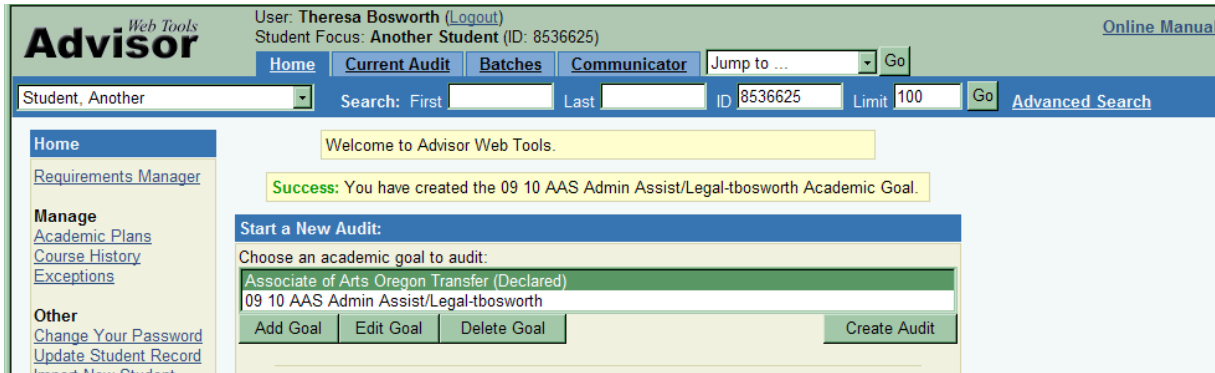 Advisor Web Tools
User: Theresa Bosworth (Logout)
Student Focus: Another Student (ID: 8536625)
Online Manual
Home Current Audit Batches Communicator Jump to ... Go
Student, Another Search: First Last ID 8536625 Limit 100 Go Advanced Search
Home
Requirements Manager
Manage
Academic Plans
Course History
Exceptions
Other
Change Your Password
Update Student Record
Import New Student
Welcome to Advisor Web Tools.
Success: You have created the 09 10 AAS Admin Assist/Legal-tbosworth Academic Goal.
Start a New Audit:
Choose an academic goal to audit:
Associate of Arts Oregon Transfer (Declared)
09 10 AAS Admin Assist/Legal-tbosworth
Add Goal Edit Goal Delete Goal Create Audit